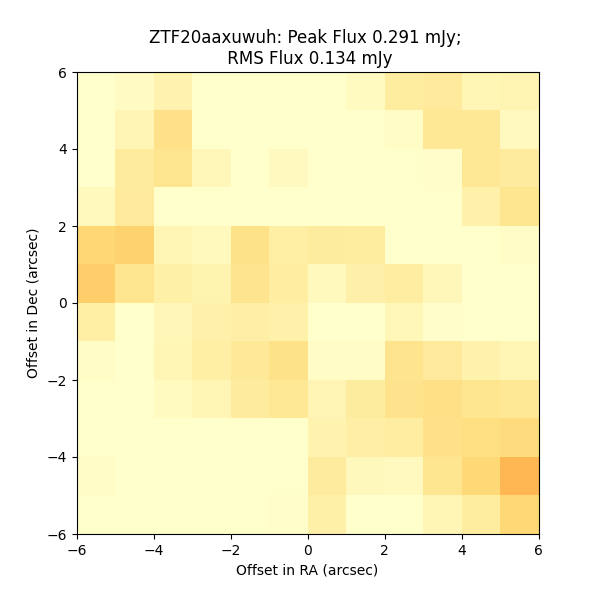 ZTF20aaxuwuh: Peak Flux 0.291 mJy;
RMS Flux 0.134 mJy
6
4
2
0
−2
−4
−6
Offset in Dec (arcsec)
−6 −4 −2 0 2 4 6
Offset in RA (arcsec)